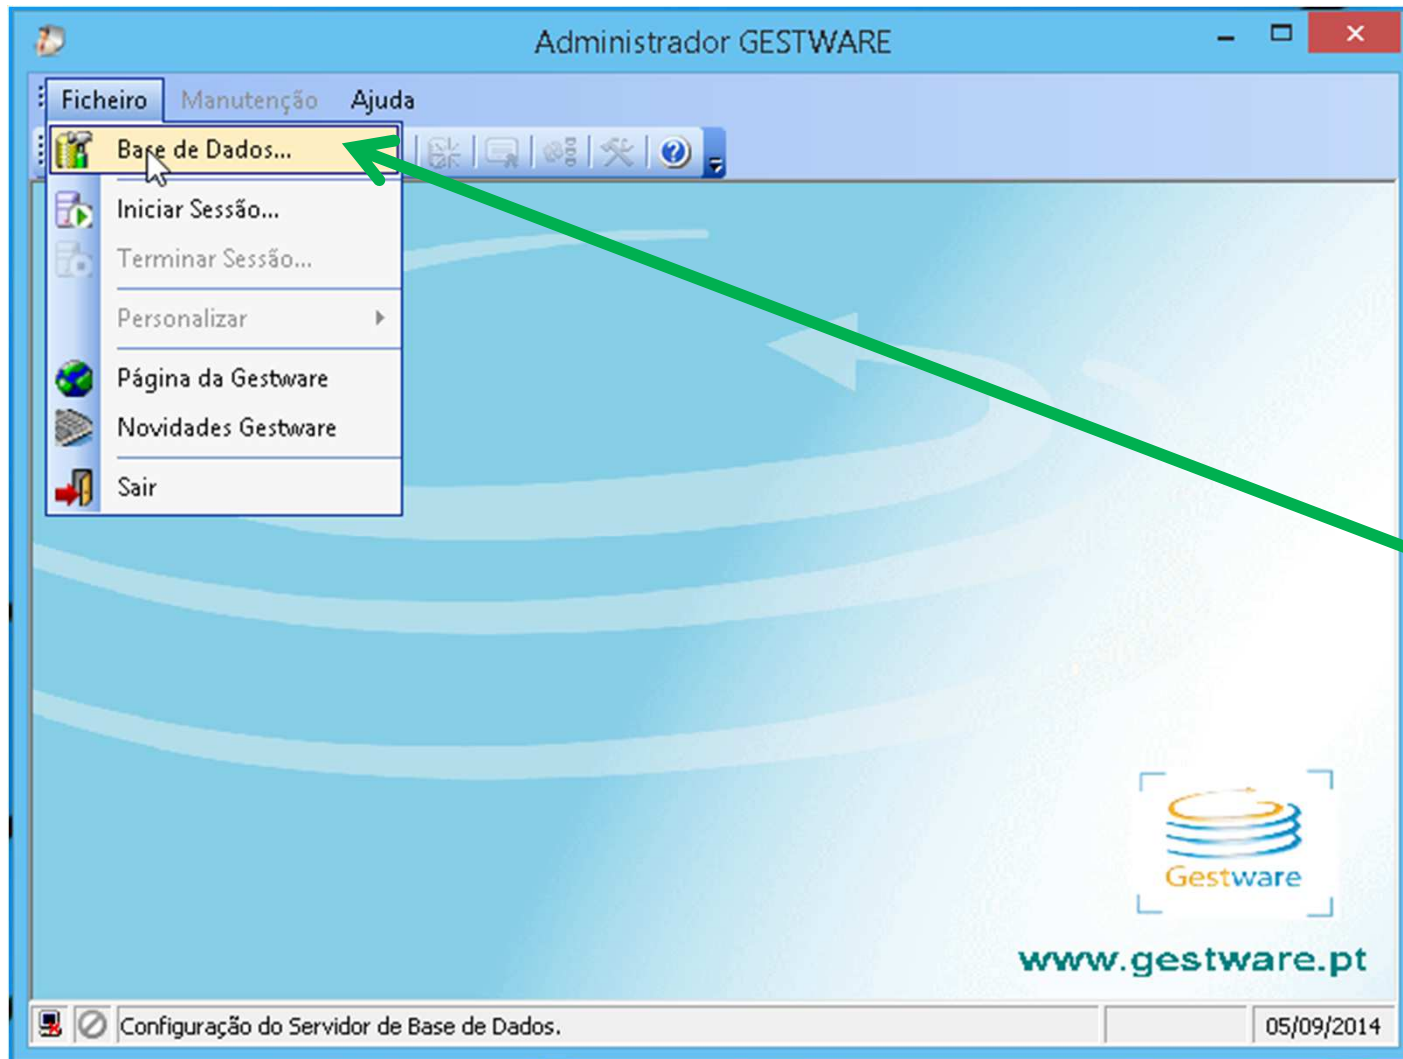 Administrador GESTWARE
Ficheiro Manutenção Ajuda
Base de Dados...
Iniciar Sessão...
Terminar Sessão...
Personalizar
Página da Gestware
Novidades Gestware
Sair
Gestware
www.gestware.pt
Configuração do Servidor de Base de Dados. 05/09/2014